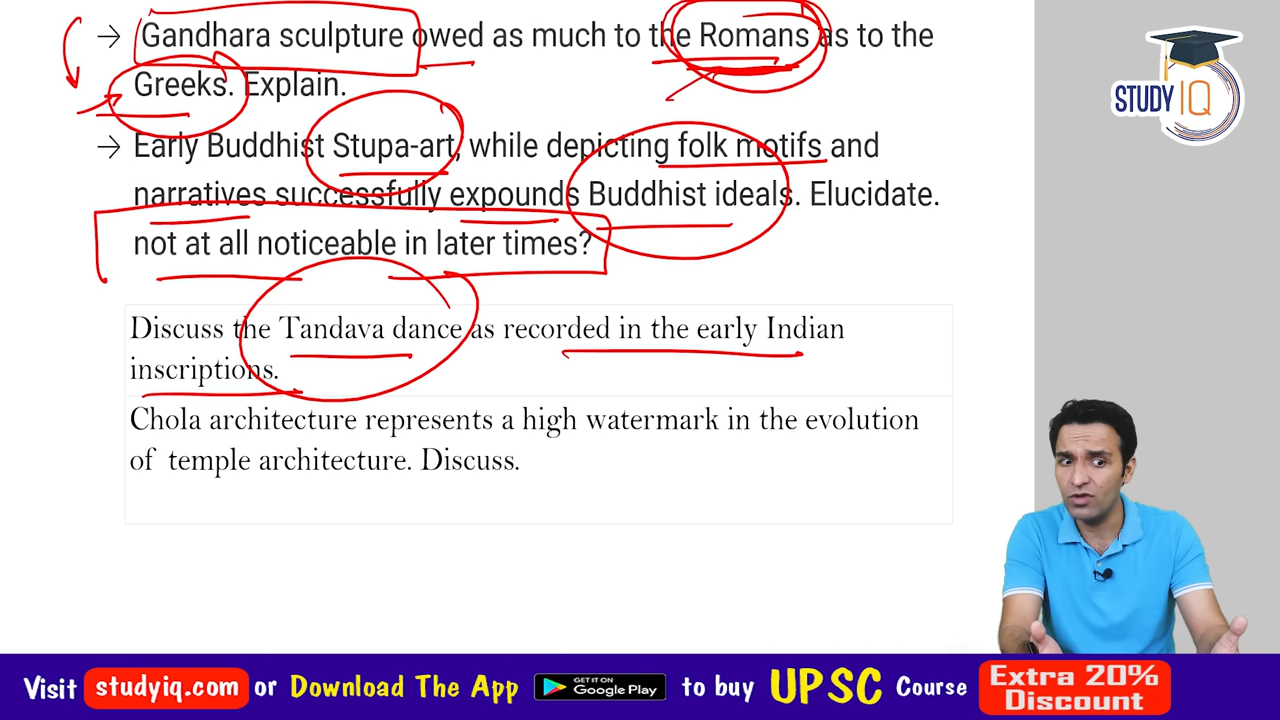 → Gandhara sculpture owed as much to the Romans as to the
Greeks. Explain.
→ Early Buddhist Stupa-art, while depicting folk motifs and
narratives successfully expounds Buddhist ideals. Elucidate.
not at all noticeable in later times?
Discuss the Tandava dance as recorded in the early Indian
inscriptions.
Chola architecture represents a high watermark in the evolution
of temple architecture. Discuss.
STUDY IQ
Visit studyiq.com or Download The App GET IT ON Google Play to buy UPSC Course Extra 20% Discount